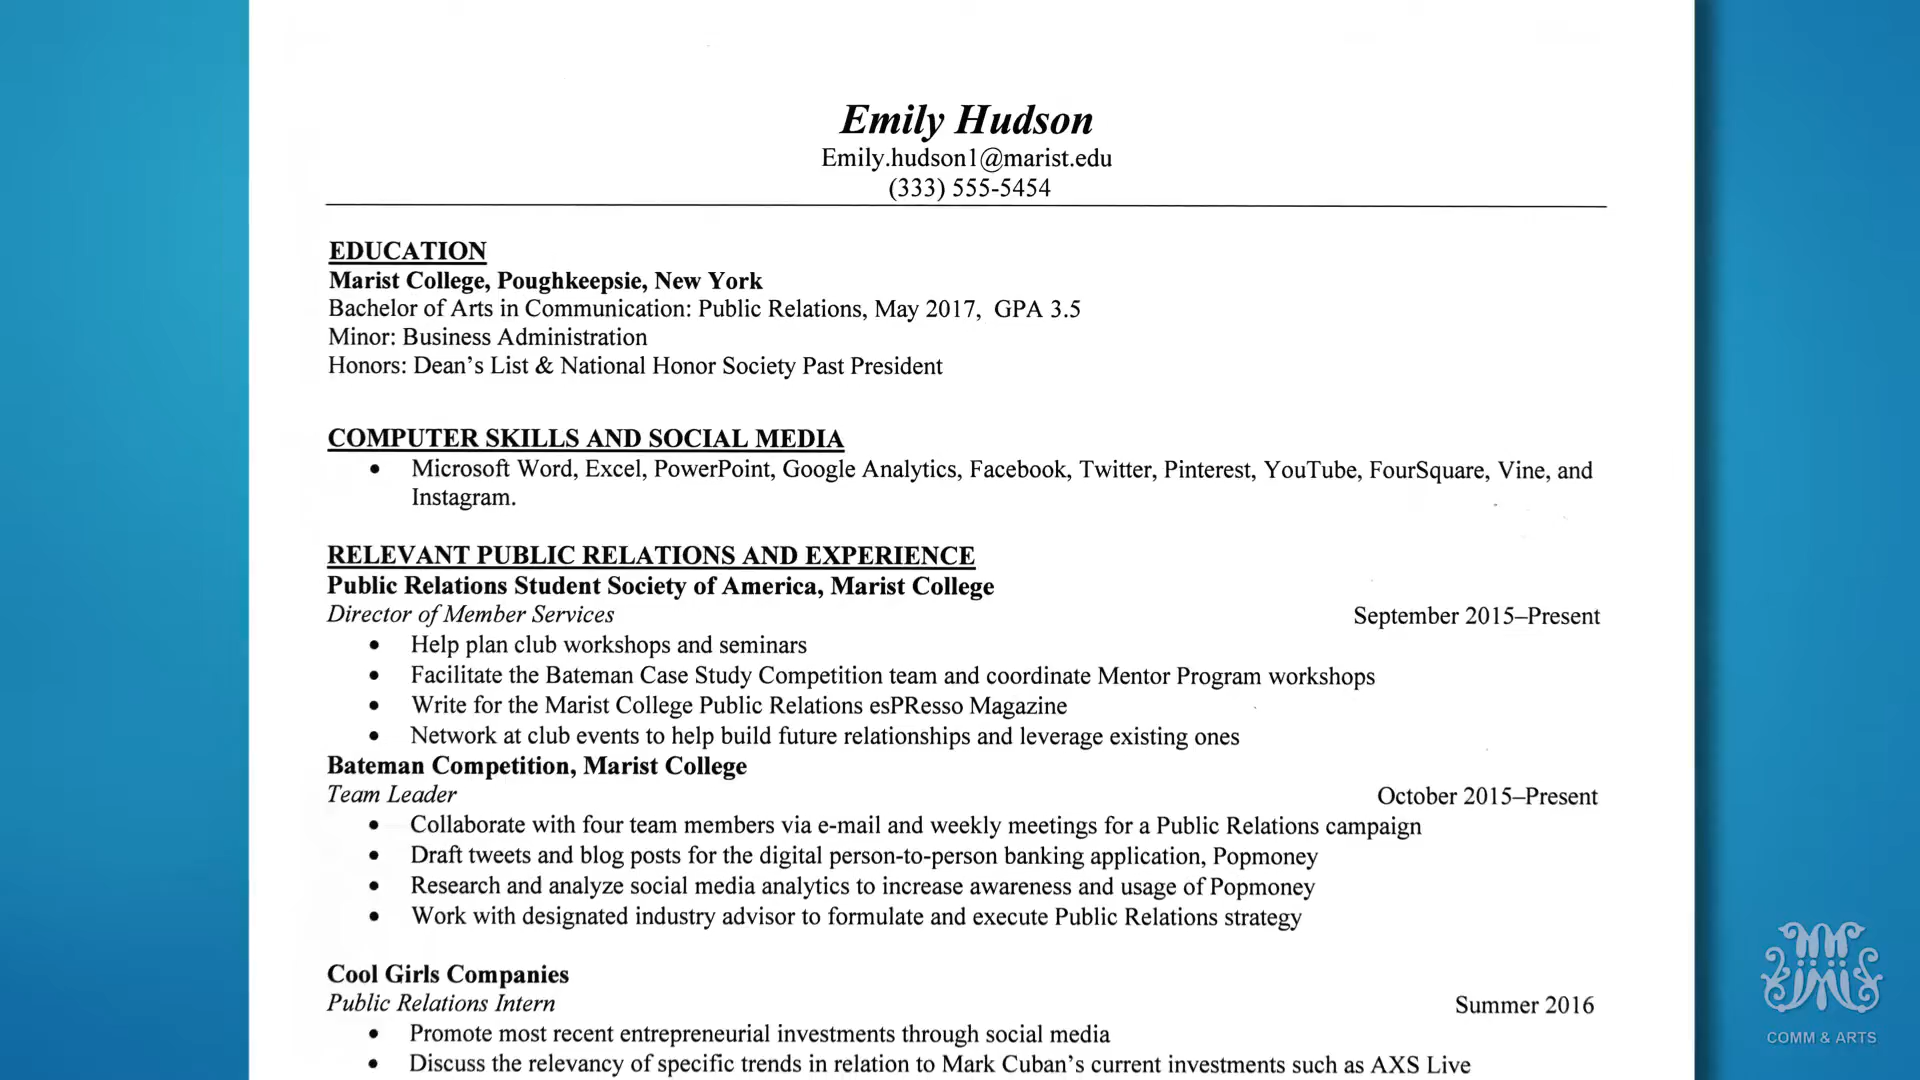 Emily Hudson
Emily.hudson1@marist.edu
(333) 555-5454
EDUCATION
Marist College, Poughkeepsie, New York
Bachelor of Arts in Communication: Public Relations, May 2017, GPA 3.5
Minor: Business Administration
Honors: Dean's List & National Honor Society Past President
COMPUTER SKILLS AND SOCIAL MEDIA
• Microsoft Word, Excel, PowerPoint, Google Analytics, Facebook, Twitter, Pinterest, YouTube, FourSquare, Vine, and
Instagram.
RELEVANT PUBLIC RELATIONS AND EXPERIENCE
Public Relations Student Society of America, Marist College
Director of Member Services September 2015–Present
• Help plan club workshops and seminars
• Facilitate the Bateman Case Study Competition team and coordinate Mentor Program workshops
• Write for the Marist College Public Relations esPResso Magazine
• Network at club events to help build future relationships and leverage existing ones
Bateman Competition, Marist College
Team Leader October 2015–Present
• Collaborate with four team members via e-mail and weekly meetings for a Public Relations campaign
• Draft tweets and blog posts for the digital person-to-person banking application, Popmoney
• Research and analyze social media analytics to increase awareness and usage of Popmoney
• Work with designated industry advisor to formulate and execute Public Relations strategy
Cool Girls Companies
Public Relations Intern Summer 2016
• Promote most recent entrepreneurial investments through social media
• Discuss the relevancy of specific trends in relation to Mark Cuban's current investments such as AXS Live
COMM & ARTS